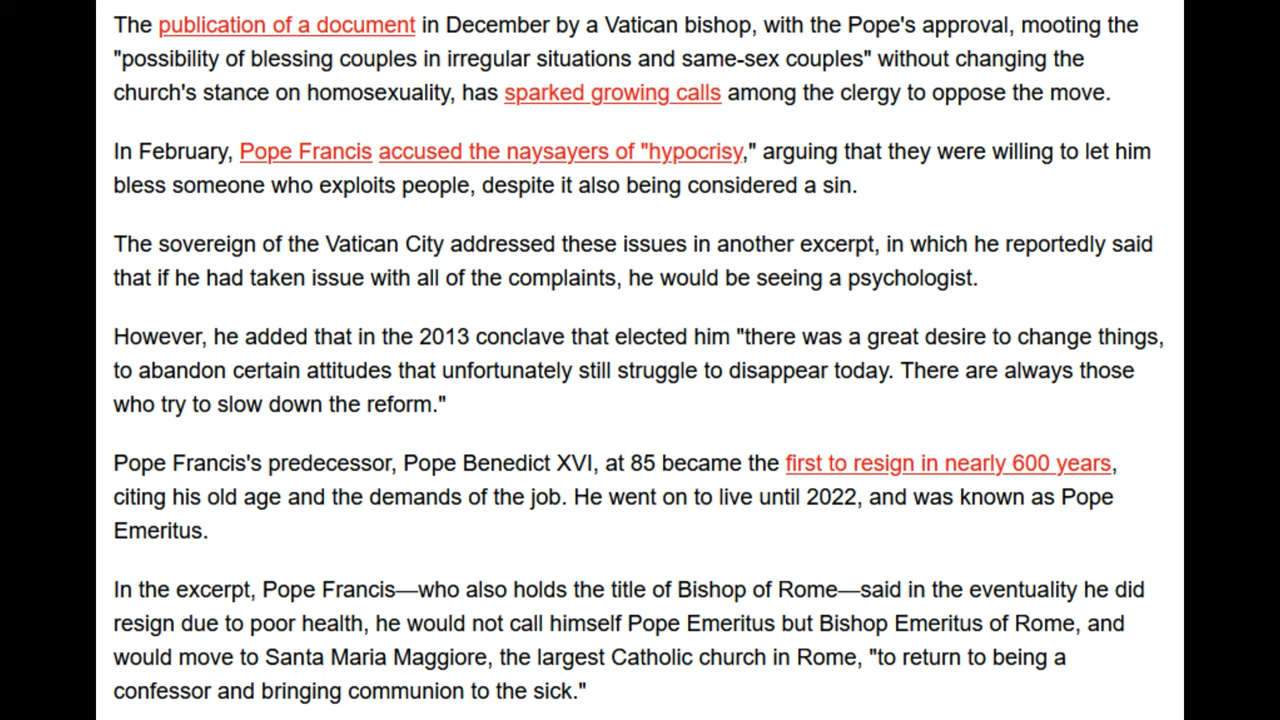 The publication of a document in December by a Vatican bishop, with the Pope's approval, mooting the
"possibility of blessing couples in irregular situations and same-sex couples" without changing the
church's stance on homosexuality, has sparked growing calls among the clergy to oppose the move.
In February, Pope Francis accused the naysayers of "hypocrisy," arguing that they were willing to let him
bless someone who exploits people, despite it also being considered a sin.
The sovereign of the Vatican City addressed these issues in another excerpt, in which he reportedly said
that if he had taken issue with all of the complaints, he would be seeing a psychologist.
However, he added that in the 2013 conclave that elected him "there was a great desire to change things,
to abandon certain attitudes that unfortunately still struggle to disappear today. There are always those
who try to slow down the reform."
Pope Francis's predecessor, Pope Benedict XVI, at 85 became the first to resign in nearly 600 years,
citing his old age and the demands of the job. He went on to live until 2022, and was known as Pope
Emeritus.
In the excerpt, Pope Francis—who also holds the title of Bishop of Rome—said in the eventuality he did
resign due to poor health, he would not call himself Pope Emeritus but Bishop Emeritus of Rome, and
would move to Santa Maria Maggiore, the largest Catholic church in Rome, "to return to being a
confessor and bringing communion to the sick."